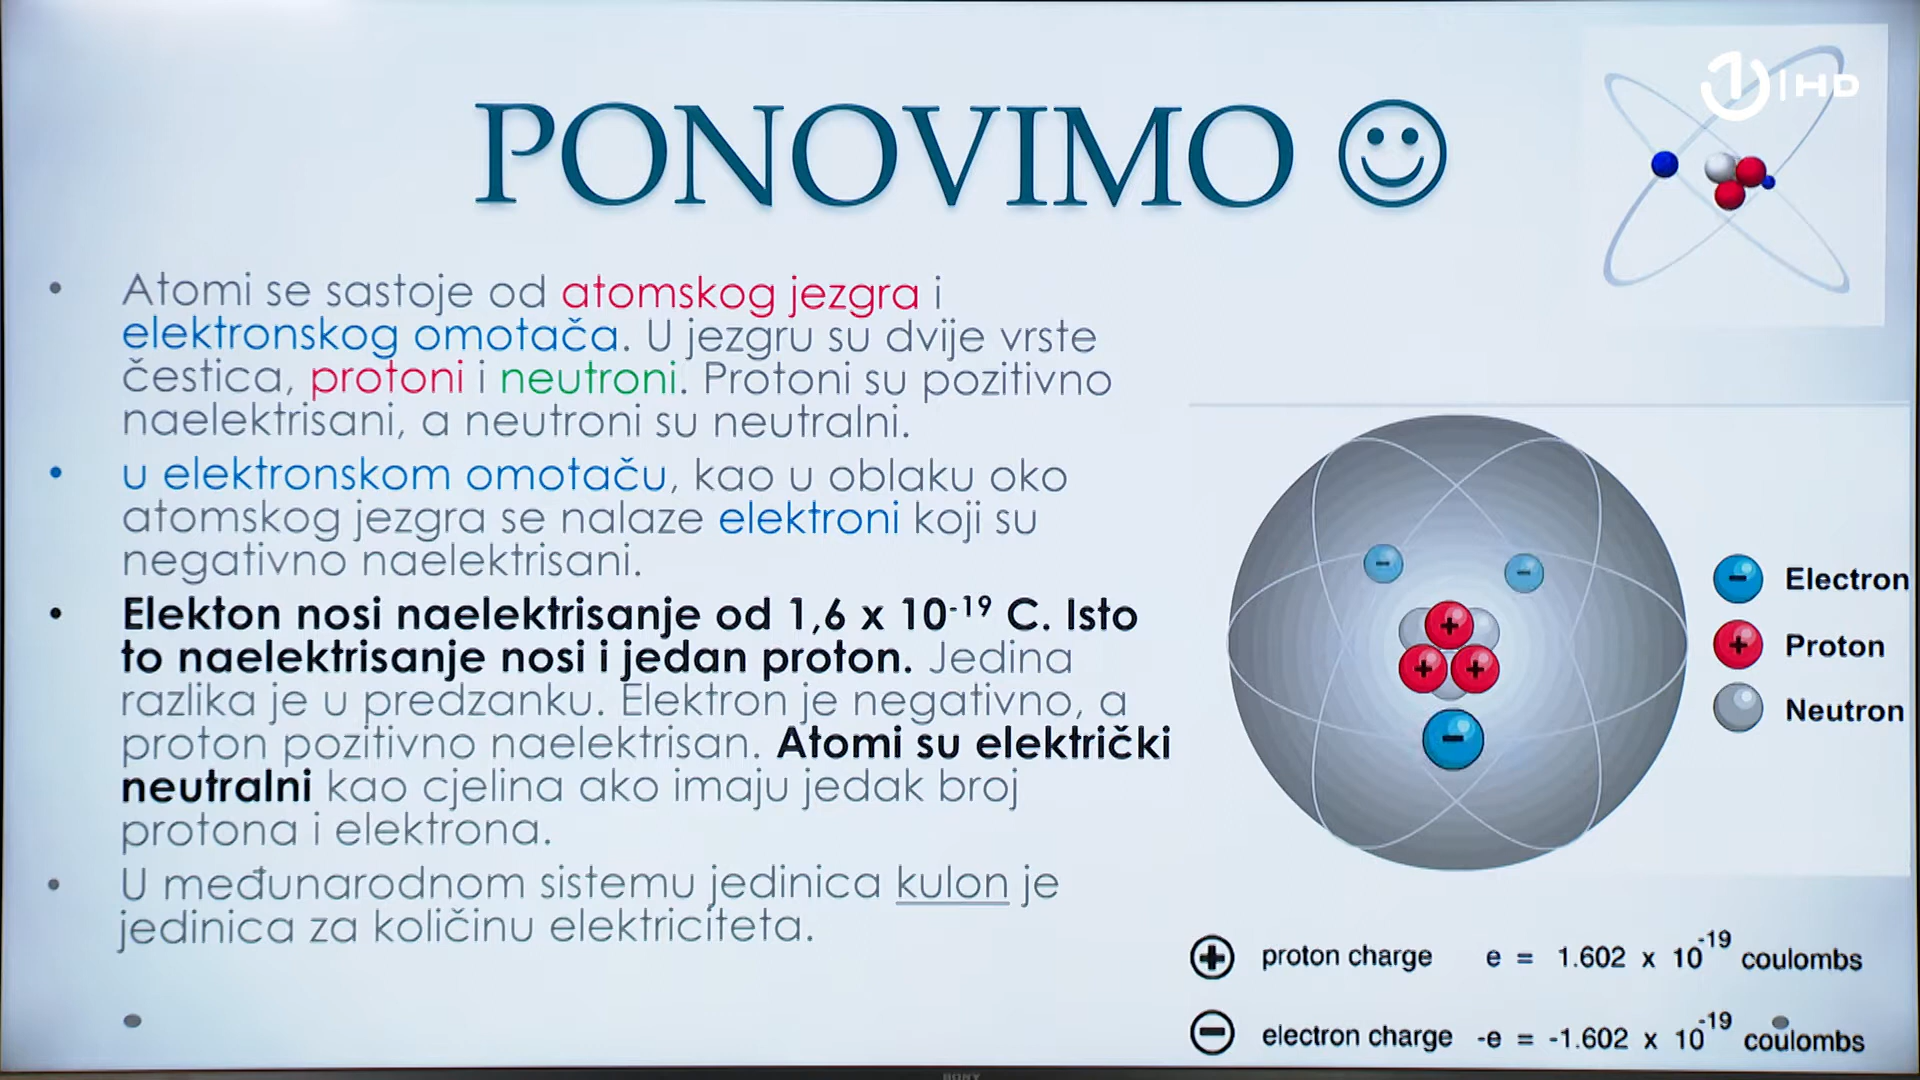 PONOVIMO ☺
1 HD
• Atomi se sastoje od atomskog jezgra i
elektronskog omotača. U jezgru su dvije vrste
čestica, protoni i neutroni. Protoni su pozitivno
naelektrisani, a neutroni su neutralni.
• u elektronskom omotaču, kao u oblaku oko
atomskog jezgra se nalaze elektroni koji su
negativno naelektrisani.
• Elekton nosi naelektrisanje od 1,6 x 10⁻¹⁹ C. Isto
to naelektrisanje nosi i jedan proton. Jedina
razlika je u predzanku. Elektron je negativno, a
proton pozitivno naelektrisan. Atomi su električki
neutralni kao cjelina ako imaju jedak broj
protona i elektrona.
• U međunarodnom sistemu jedinica kulon je
jedinica za količinu elektriciteta.
- Electron
+ Proton
Neutron
- -
+
+ +
-
+ proton charge e = 1.602 x 10⁻¹⁹ coulombs
- electron charge -e = -1.602 x 10⁻¹⁹ coulombs
SONY